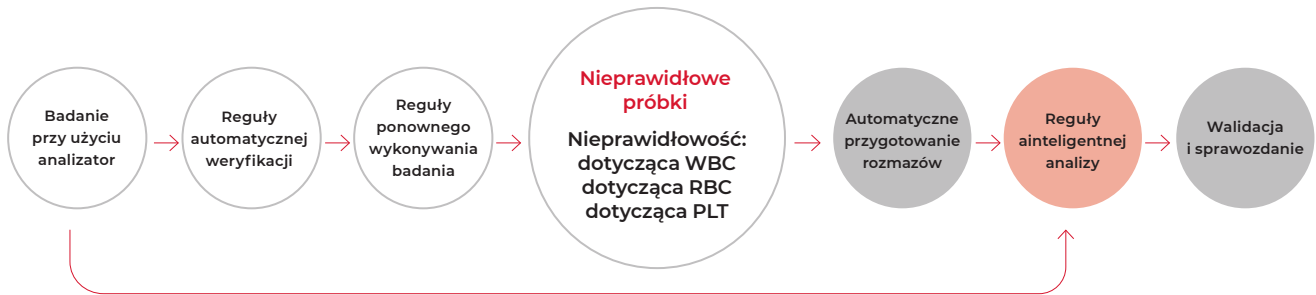 Badanie
przy użyciu
analizator
Reguły
automatycznej
weryfikacji
Reguły
ponownego
wykonywania
badania
Nieprawidłowe
próbki
Nieprawidłowość:
dotycząca WBC
dotycząca RBC
dotycząca PLT
Automatyczne
przygotowanie
rozmazów
Reguły
ainteligentnej
analizy
Walidacja
i sprawozdanie